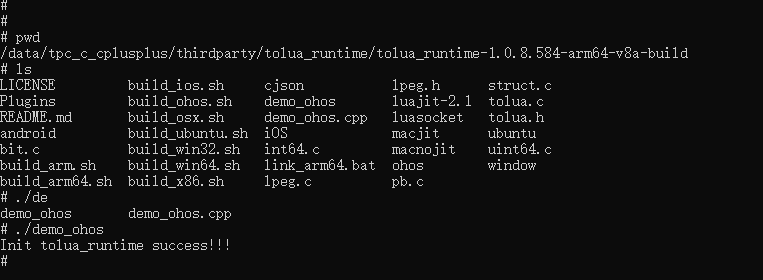 #
#
# pwd
/data/tpc_c_cplusplus/thirdparty/tolua_runtime/tolua_runtime-1.0.8.584-arm64-v8a-build
# ls
LICENSE build_ios.sh cjson lpeg.h struct.c
Plugins build_ohos.sh demo_ohos luajit-2.1 tolua.c
README.md build_osx.sh demo_ohos.cpp luasocket tolua.h
android build_ubuntu.sh iOS macjit ubuntu
bit.c build_win32.sh int64.c macnojit uint64.c
build_arm.sh build_win64.sh link_arm64.bat ohos window
build_arm64.sh build_x86.sh lpeg.c pb.c
# ./de
demo_ohos demo_ohos.cpp
# ./demo_ohos
Init tolua_runtime success!!!
#